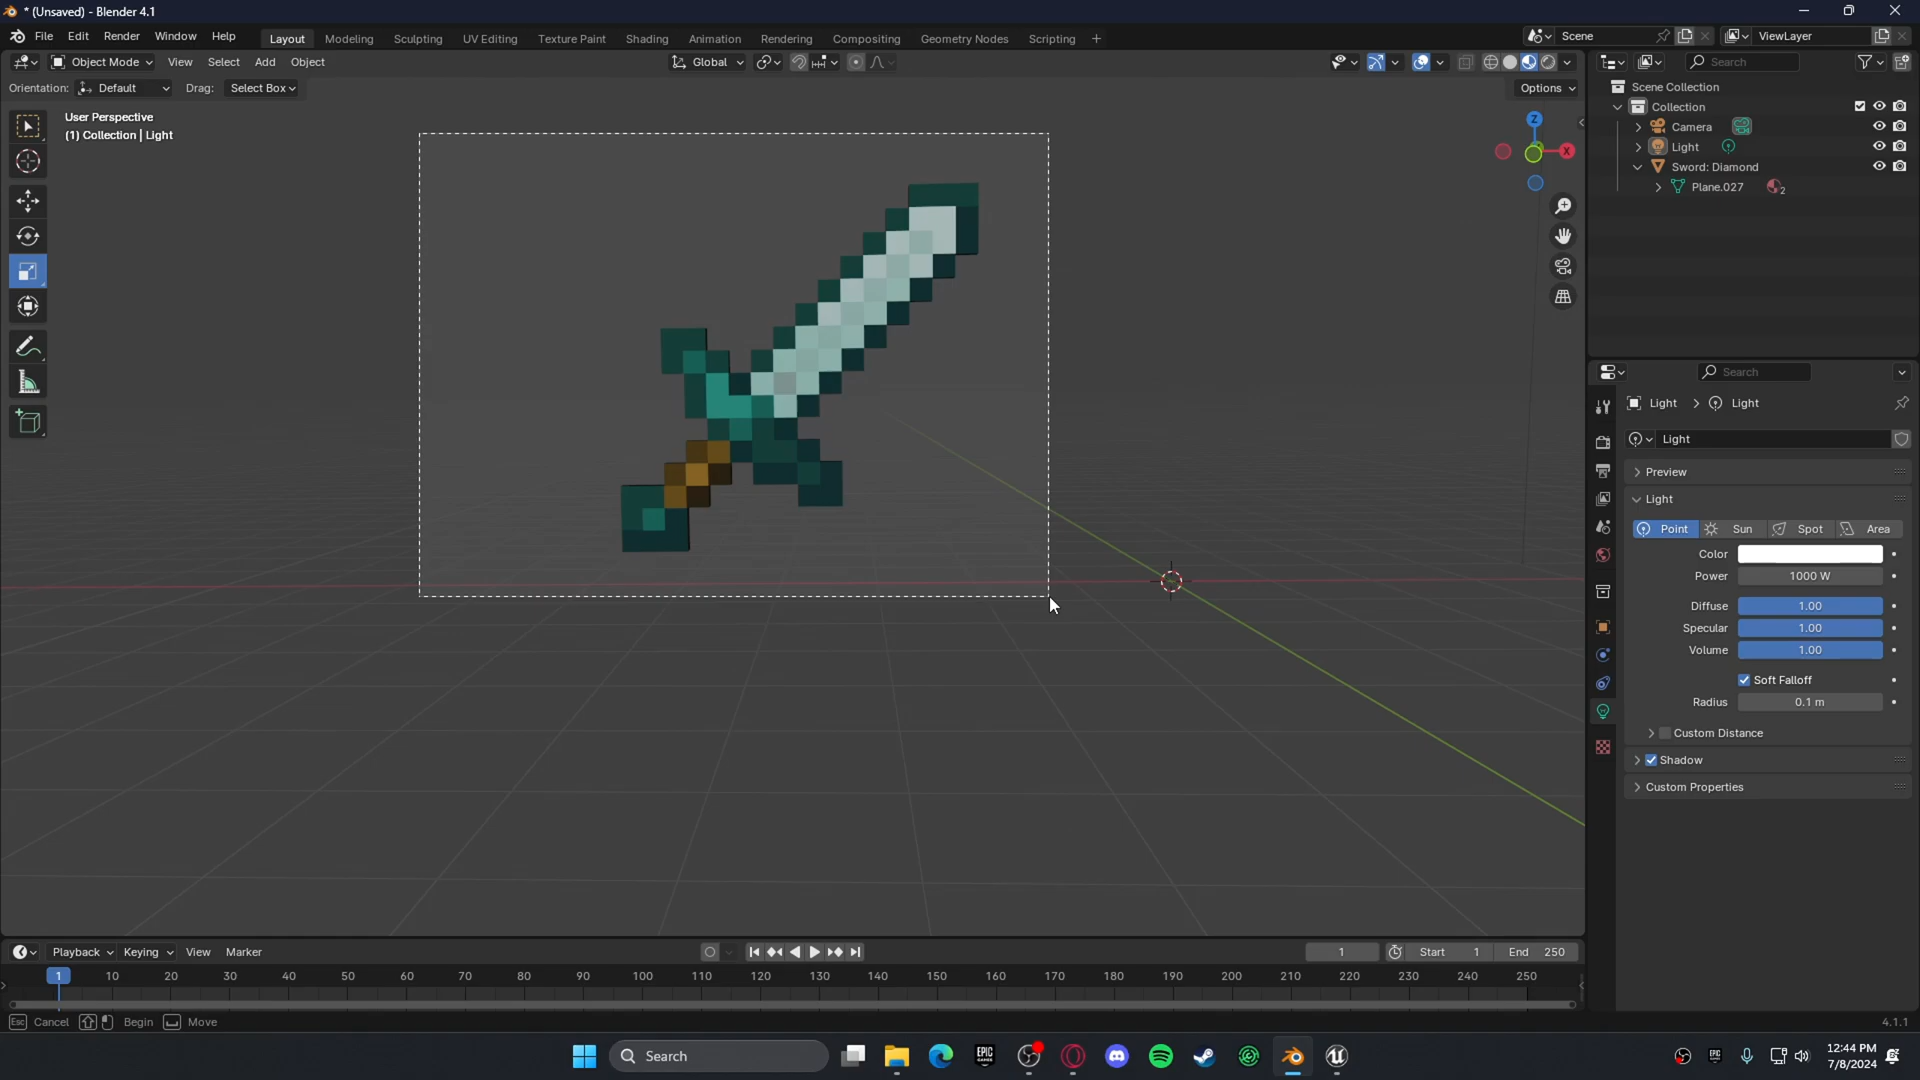 * (Unsaved) - Blender 4.1
File Edit Render Window Help
Layout Modeling Sculpting UV Editing Texture Paint Shading Animation Rendering Compositing Geometry Nodes Scripting +
Scene
ViewLayer
Object Mode View Select Add Object
Global
Search
Orientation: Default Drag: Select Box
Options
User Perspective
(1) Collection | Light
Z
X
Scene Collection
Collection
Camera
Light
Sword: Diamond
Plane.027 2
Search
Light > Light
Light
Preview
Light
Point Sun Spot Area
Color
Power 1000 W
Diffuse 1.00
Specular 1.00
Volume 1.00
Soft Falloff
Radius 0.1 m
Custom Distance
Shadow
Custom Properties
Playback Keying View Marker
1 Start 1 End 250
1 10 20 30 40 50 60 70 80 90 100 110 120 130 140 150 160 170 180 190 200 210 220 230 240 250
Esc Cancel Begin Move
4.1.1
Search
EPIC GAMES
12:44 PM
7/8/2024